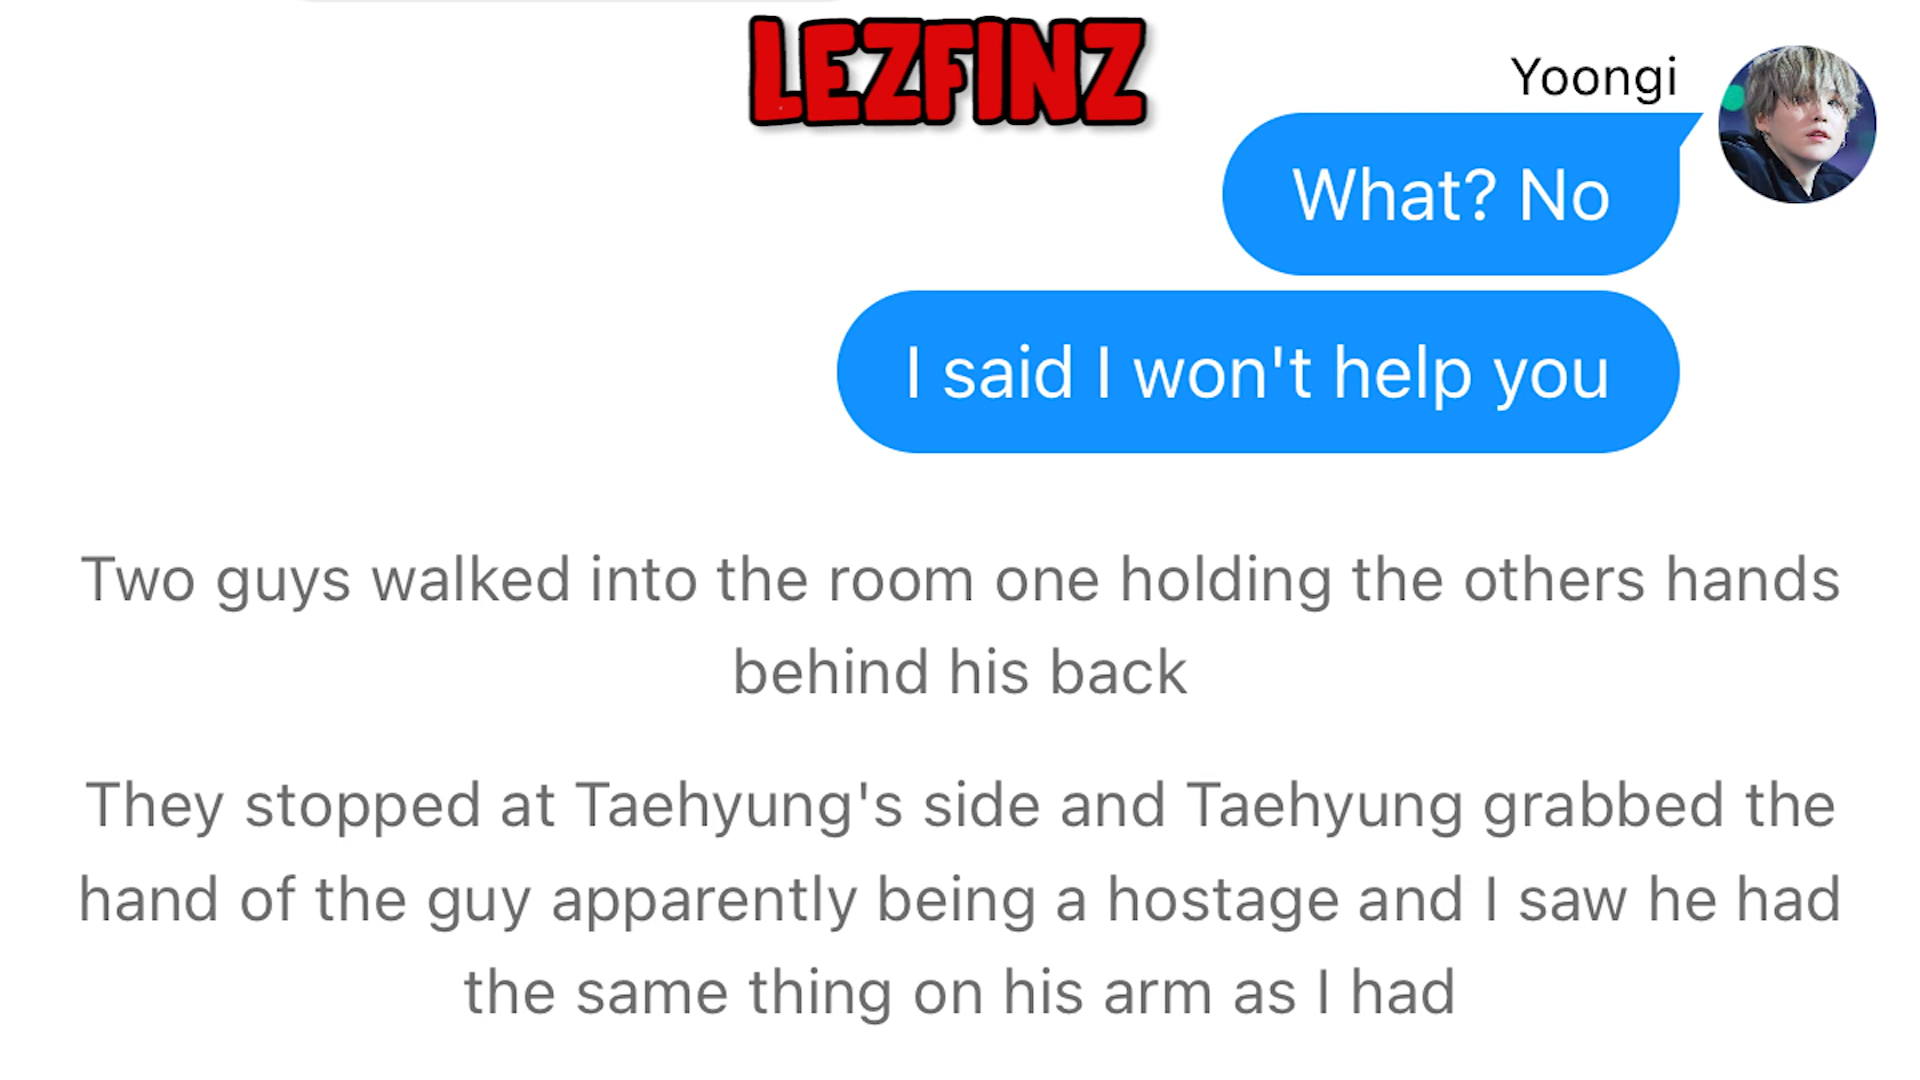 LEZFINZ
Yoongi
What? No
I said I won't help you
Two guys walked into the room one holding the others hands
behind his back
They stopped at Taehyung's side and Taehyung grabbed the
hand of the guy apparently being a hostage and I saw he had
the same thing on his arm as I had